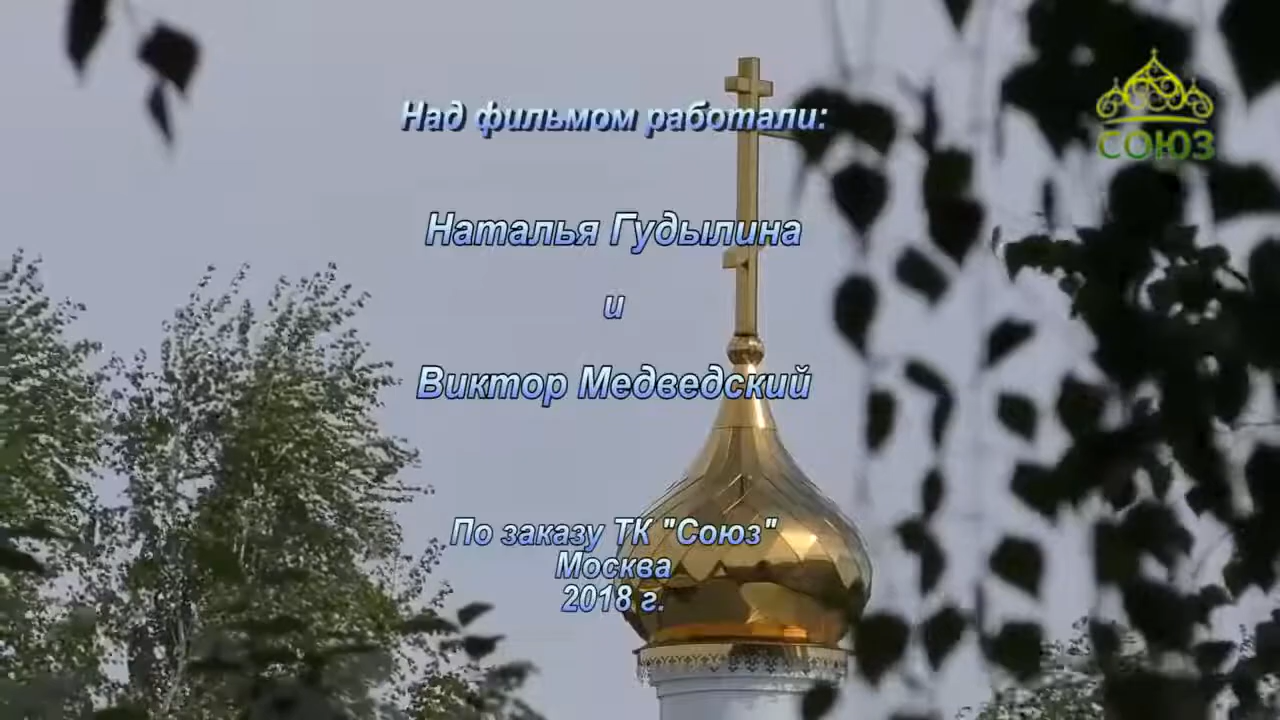 СОЮЗ
Над фильмом работали:
Наталья Гудылина
и
Виктор Медведский
По заказу ТК "Союз"
Москва
2018 г.